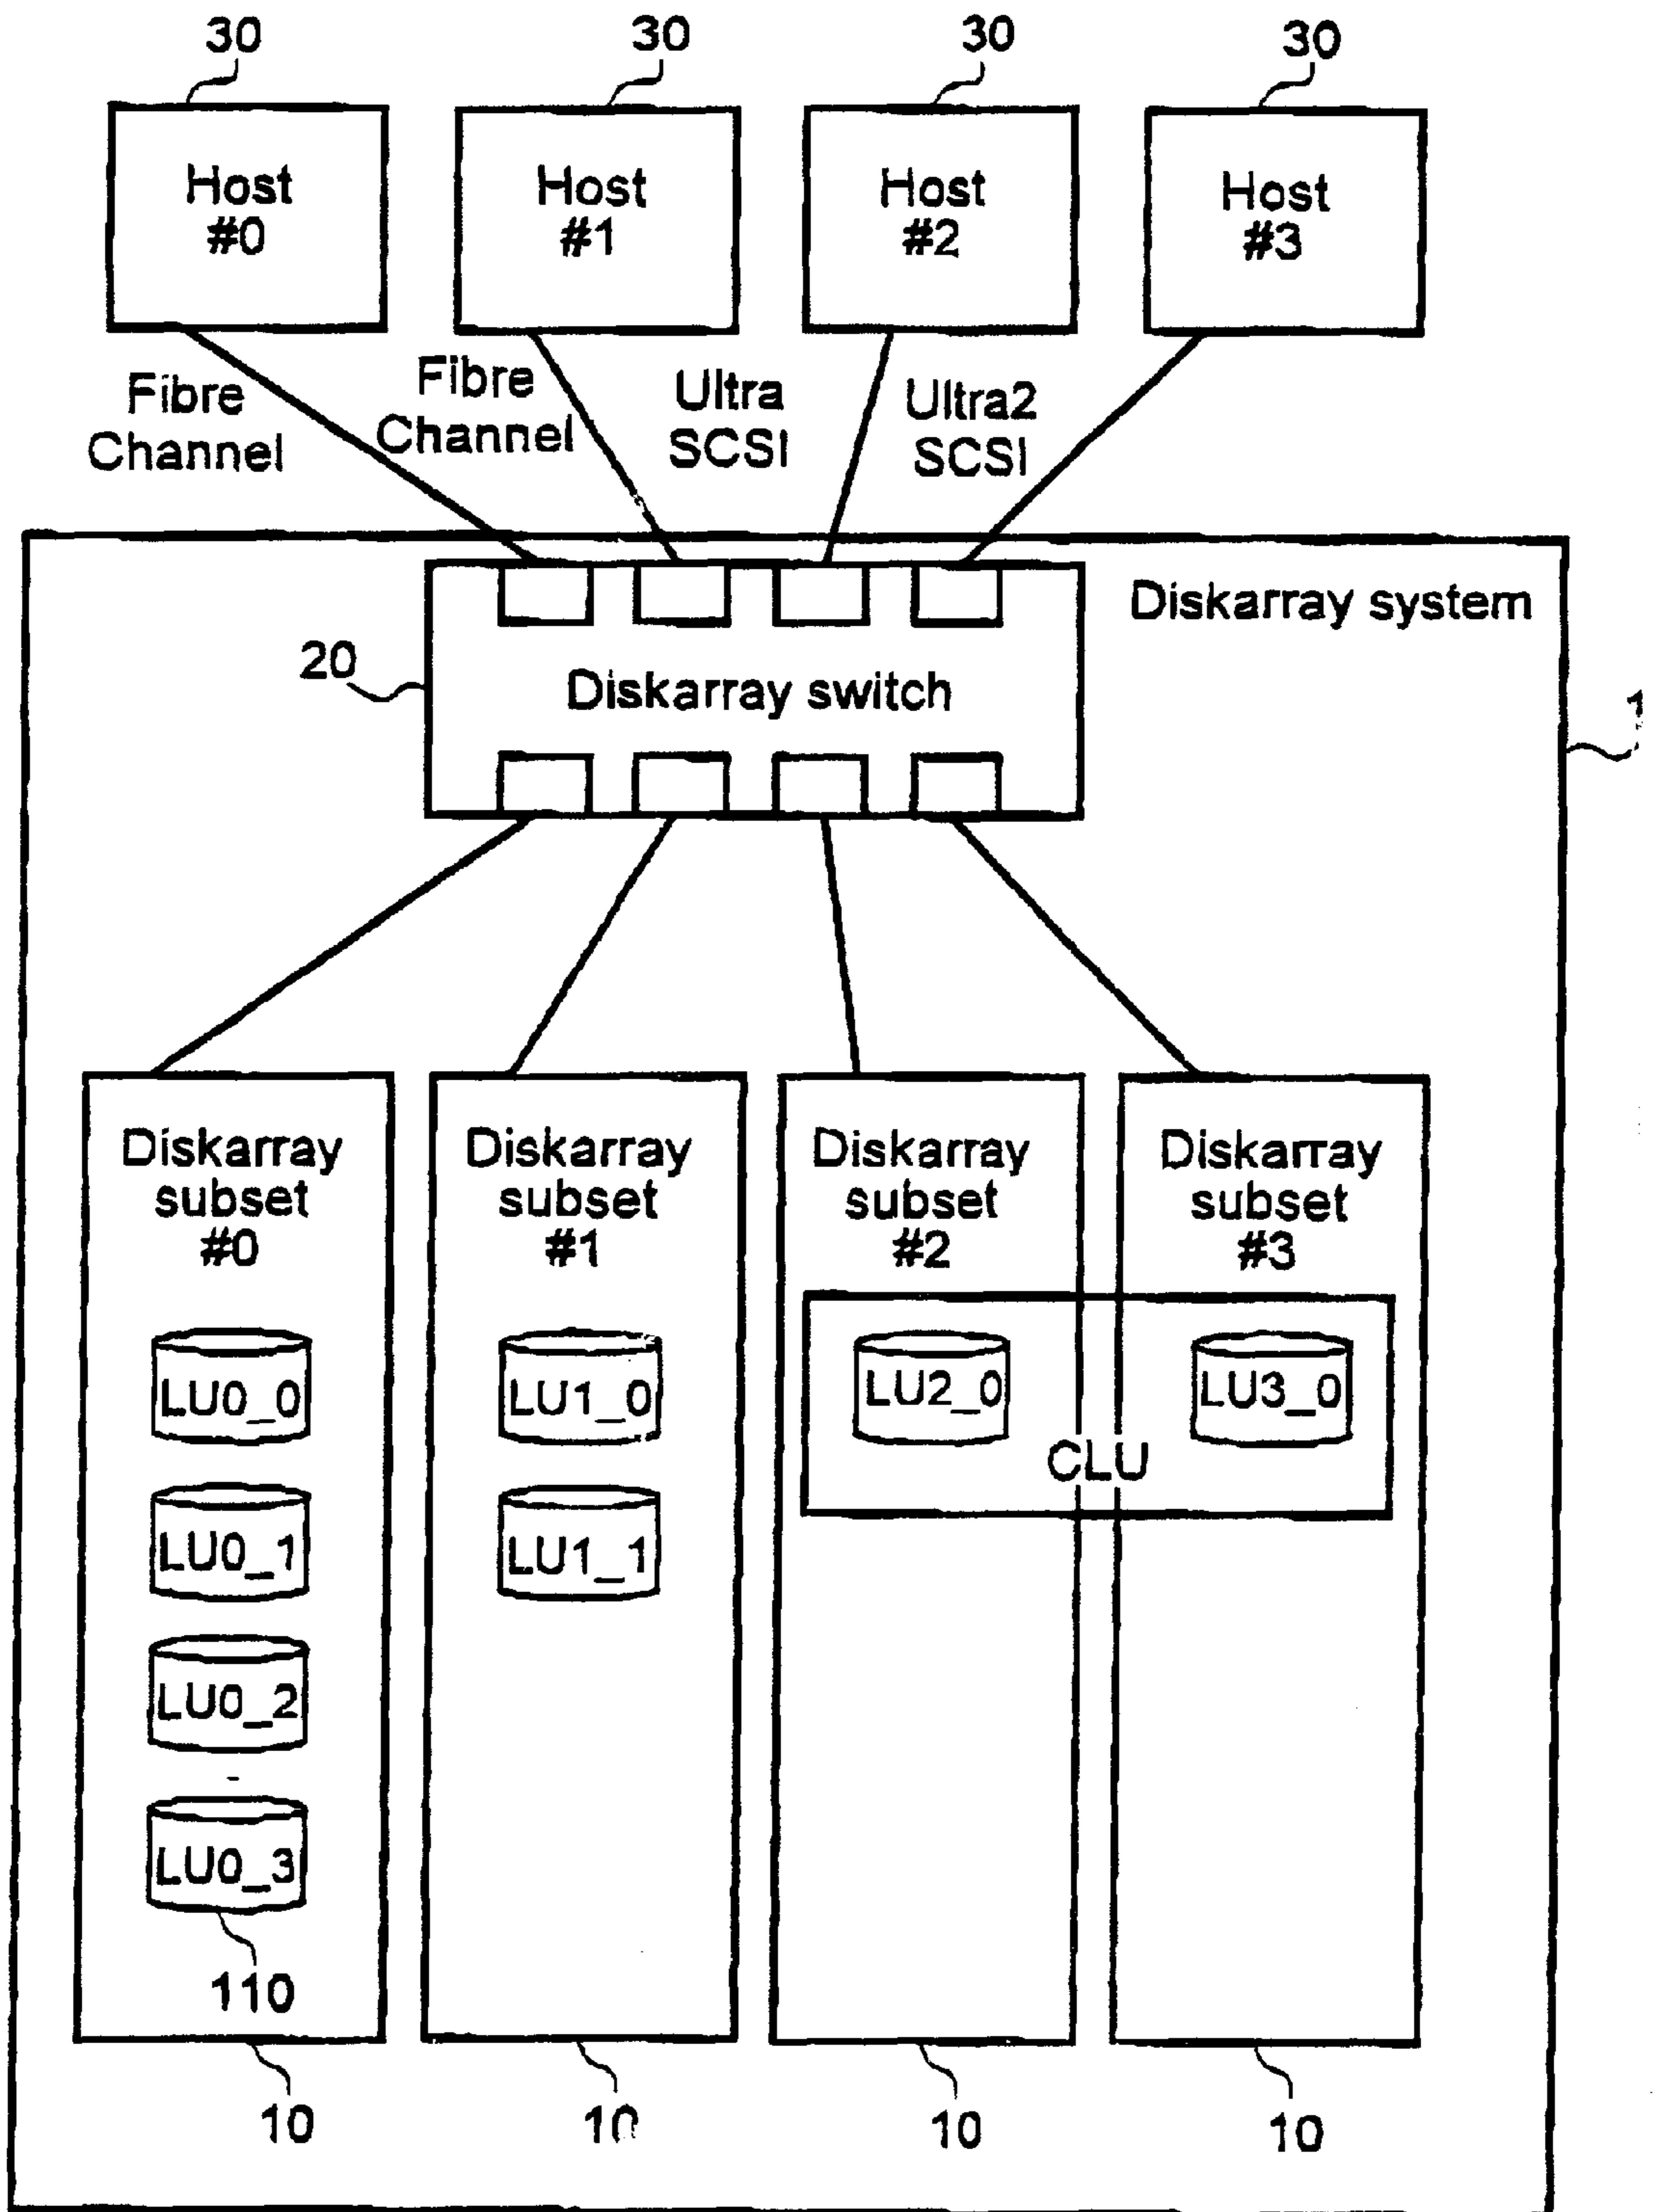 30 30 30 30
Host
#0
Host
#1
Host
#2
Host
#3
Fibre
Channel
Fibre
Channel
Ultra
SCSI
Ultra2
SCSI
Diskarray system
20
Diskarray switch
1
Diskarray
subset
#0
Diskarray
subset
#1
Diskarray
subset
#2
Diskarray
subset
#3
LU0_0
LU1_0
LU2_0
LU3_0
CLU
LU0_1
LU1_1
LU0_2
LU0_3
110
10 10 10 10